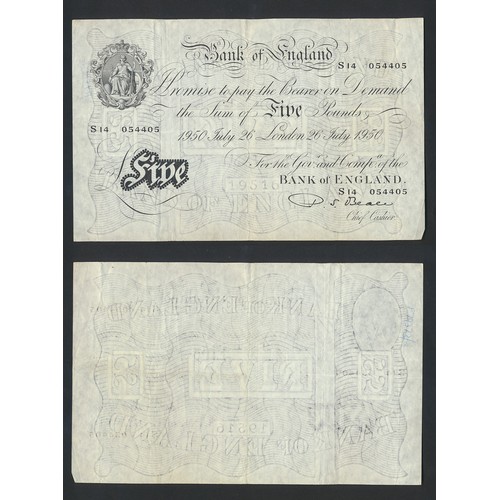 Bank of England
S14 054405
I Promise to pay the Bearer on Demand
the Sum of Five Pounds
S14 054405
1950 July 26 London 26 July 1950
For the Govr. and Compa. of the
BANK OF ENGLAND.
Five
S14 054405
P. S. Beale
Chief Cashier.